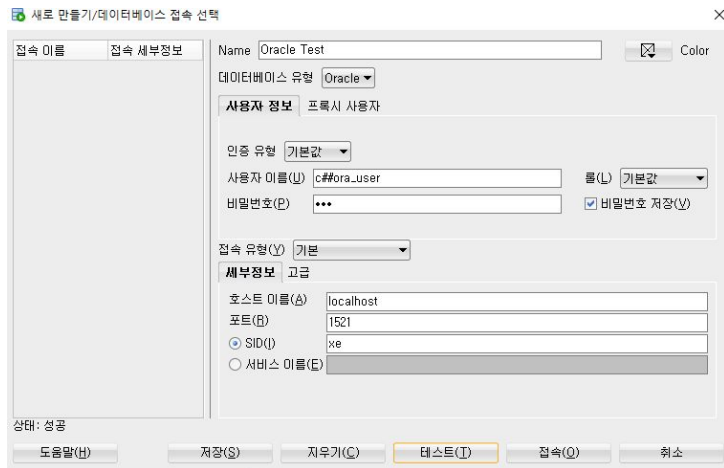 새로 만들기/데이터베이스 접속 선택
접속 이름 접속 세부정보
Name Oracle Test Color
데이터베이스 유형 Oracle
사용자 정보 프록시 사용자
인증 유형 기본값
사용자 이름(U) c##ora_user 롤(L) 기본값
비밀번호(P) ••• 비밀번호 저장(V)
접속 유형(Y) 기본
세부정보 고급
호스트 이름(A) localhost
포트(R) 1521
SID(I) xe
서비스 이름(E)
상태: 성공
도움말(H) 저장(S) 지우기(C) 테스트(T) 접속(O) 취소